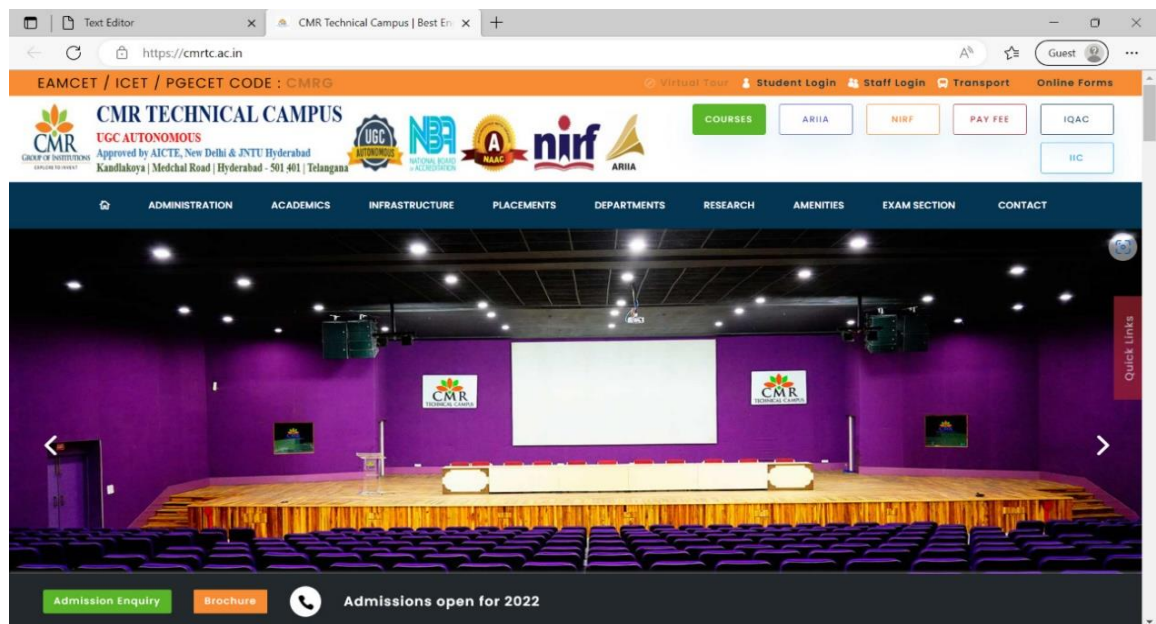 Text Editor
CMR Technical Campus | Best En
https://cmrtc.ac.in
Guest
EAMCET / ICET / PGECET CODE : CMRG
Virtual Tour
Student Login
Staff Login
Transport
Online Forms
CMR
GROUP OF INSTITUTIONS
EXPLORE TO INVENT
CMR TECHNICAL CAMPUS
UGC AUTONOMOUS
Approved by AICTE, New Delhi & JNTU Hyderabad
Kandlakoya | Medchal Road | Hyderabad - 501 401 | Telangana
UGC
AUTONOMOUS
NBA
NATIONAL BOARD
of ACCREDITATION
A
NAAC
nirf
ARIIA
COURSES
ARIIA
NIRF
PAY FEE
IQAC
IIC
ADMINISTRATION
ACADEMICS
INFRASTRUCTURE
PLACEMENTS
DEPARTMENTS
RESEARCH
AMENITIES
EXAM SECTION
CONTACT
CMR
TECHNICAL CAMPUS
CMR
TECHNICAL CAMPUS
Quick Links
Admission Enquiry
Brochure
Admissions open for 2022